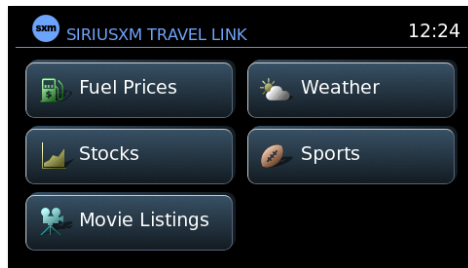 sxm SIRIUSXM TRAVEL LINK 12:24
Fuel Prices Weather
Stocks Sports
Movie Listings